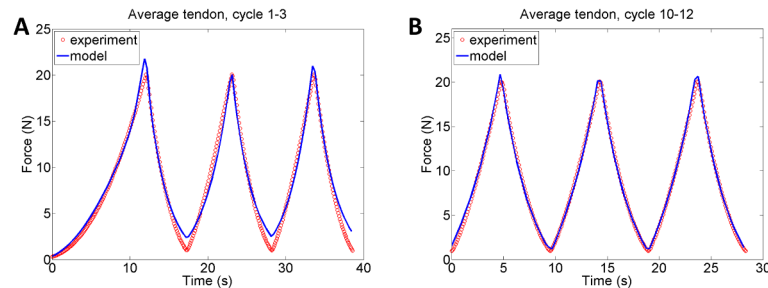 A
Average tendon, cycle 1-3
25
20
15
10
5
0
Force (N)
experiment
model
0 10 20 30 40
Time (s)
B
Average tendon, cycle 10-12
25
20
15
10
5
0
Force (N)
experiment
model
0 5 10 15 20 25 30
Time (s)